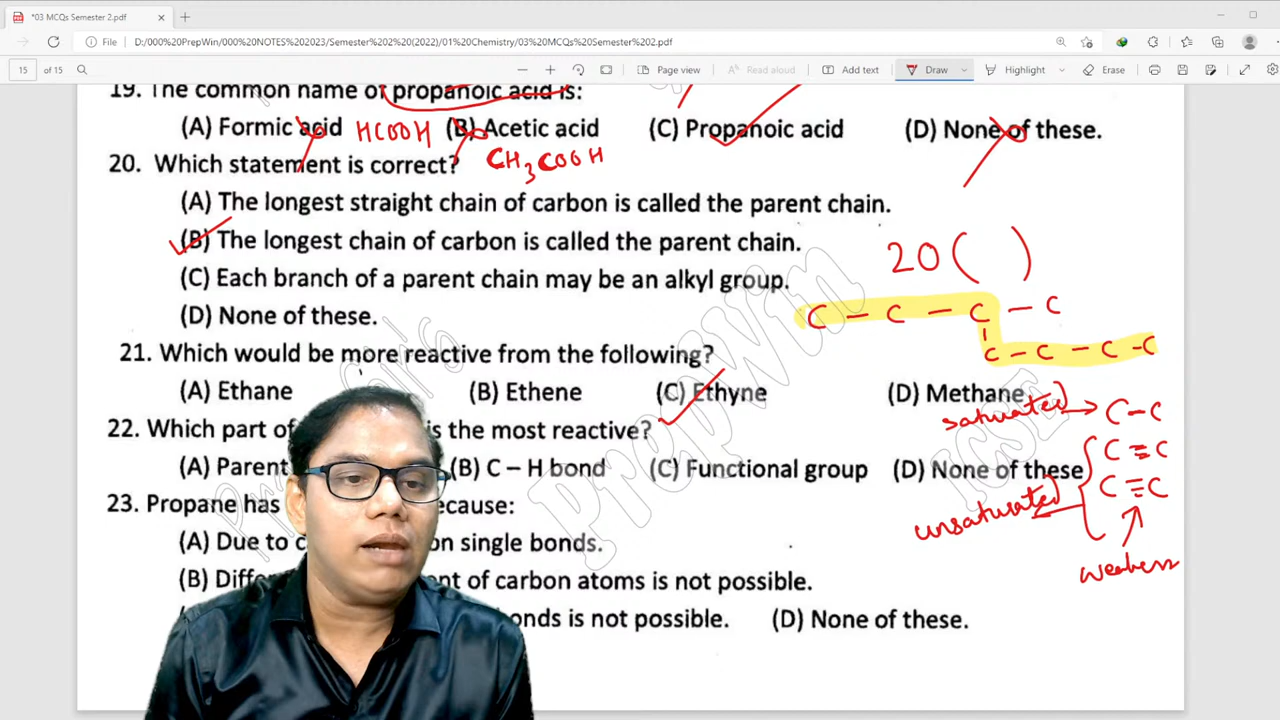 *03 MCQs Semester 2.pdf
File D:/000%20PrepWin/000%20NOTES%202023/Semester%202%20(2022)/01%20Chemistry/03%20MCQs%20Semester%202.pdf
15 of 15 Page view Read aloud Add text Draw Highlight Erase
19. The common name of propanoic acid is:
(A) Formic acid HCOOH (B) Acetic acid (C) Propanoic acid (D) None of these.
CH3COOH
20. Which statement is correct?
(A) The longest straight chain of carbon is called the parent chain.
(B) The longest chain of carbon is called the parent chain.
20 ( )
(C) Each branch of a parent chain may be an alkyl group.
C – C – C – C
(D) None of these.
C – C – C – C
21. Which would be more reactive from the following?
(A) Ethane (B) Ethene (C) Ethyne (D) Methane
saturated → C – C
22. Which part of is the most reactive?
C ≡ C
(A) Parent (B) C – H bond (C) Functional group (D) None of these
C ≡ C
23. Propane has because:
unsaturated
(A) Due to on single bonds.
weakess
(B) Diffe t of carbon atoms is not possible.
onds is not possible. (D) None of these.
PrepWin
ICSE